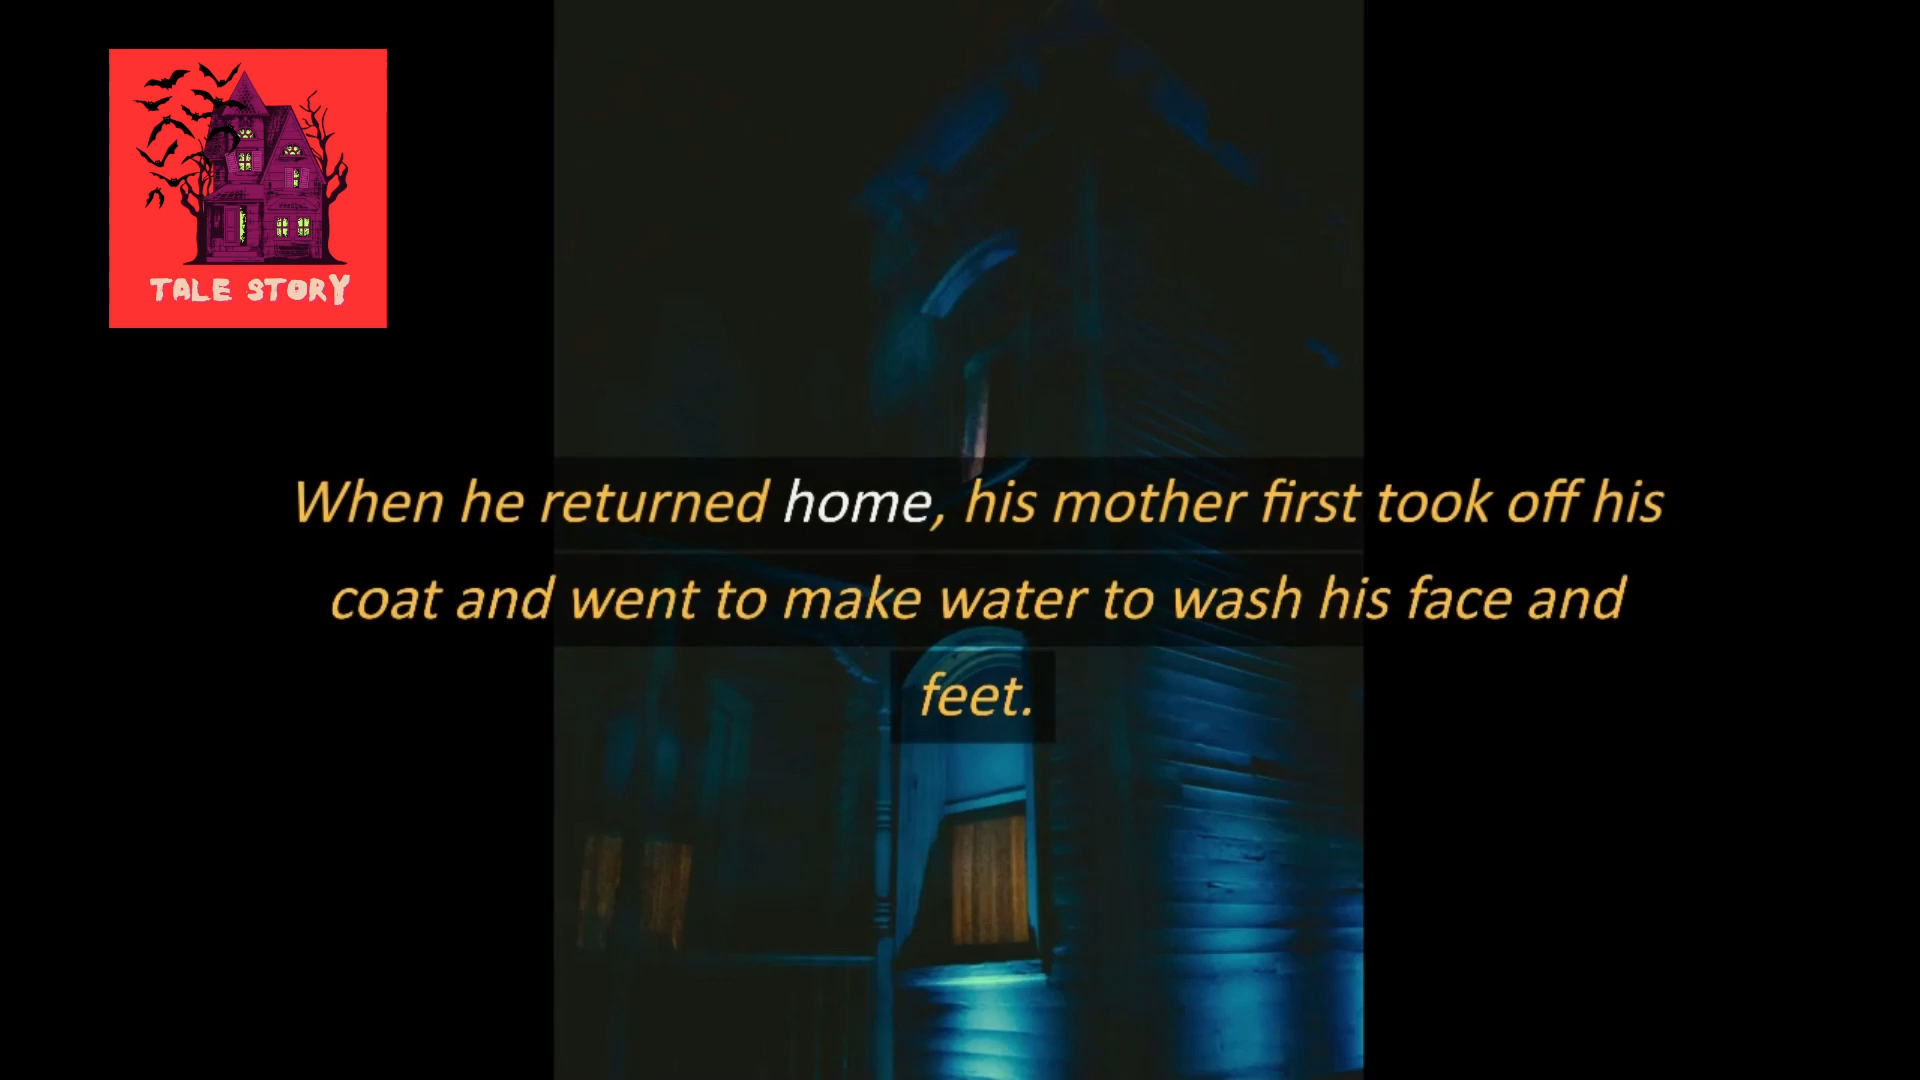 TALE STORY
When he returned home, his mother first took off his
coat and went to make water to wash his face and
feet.